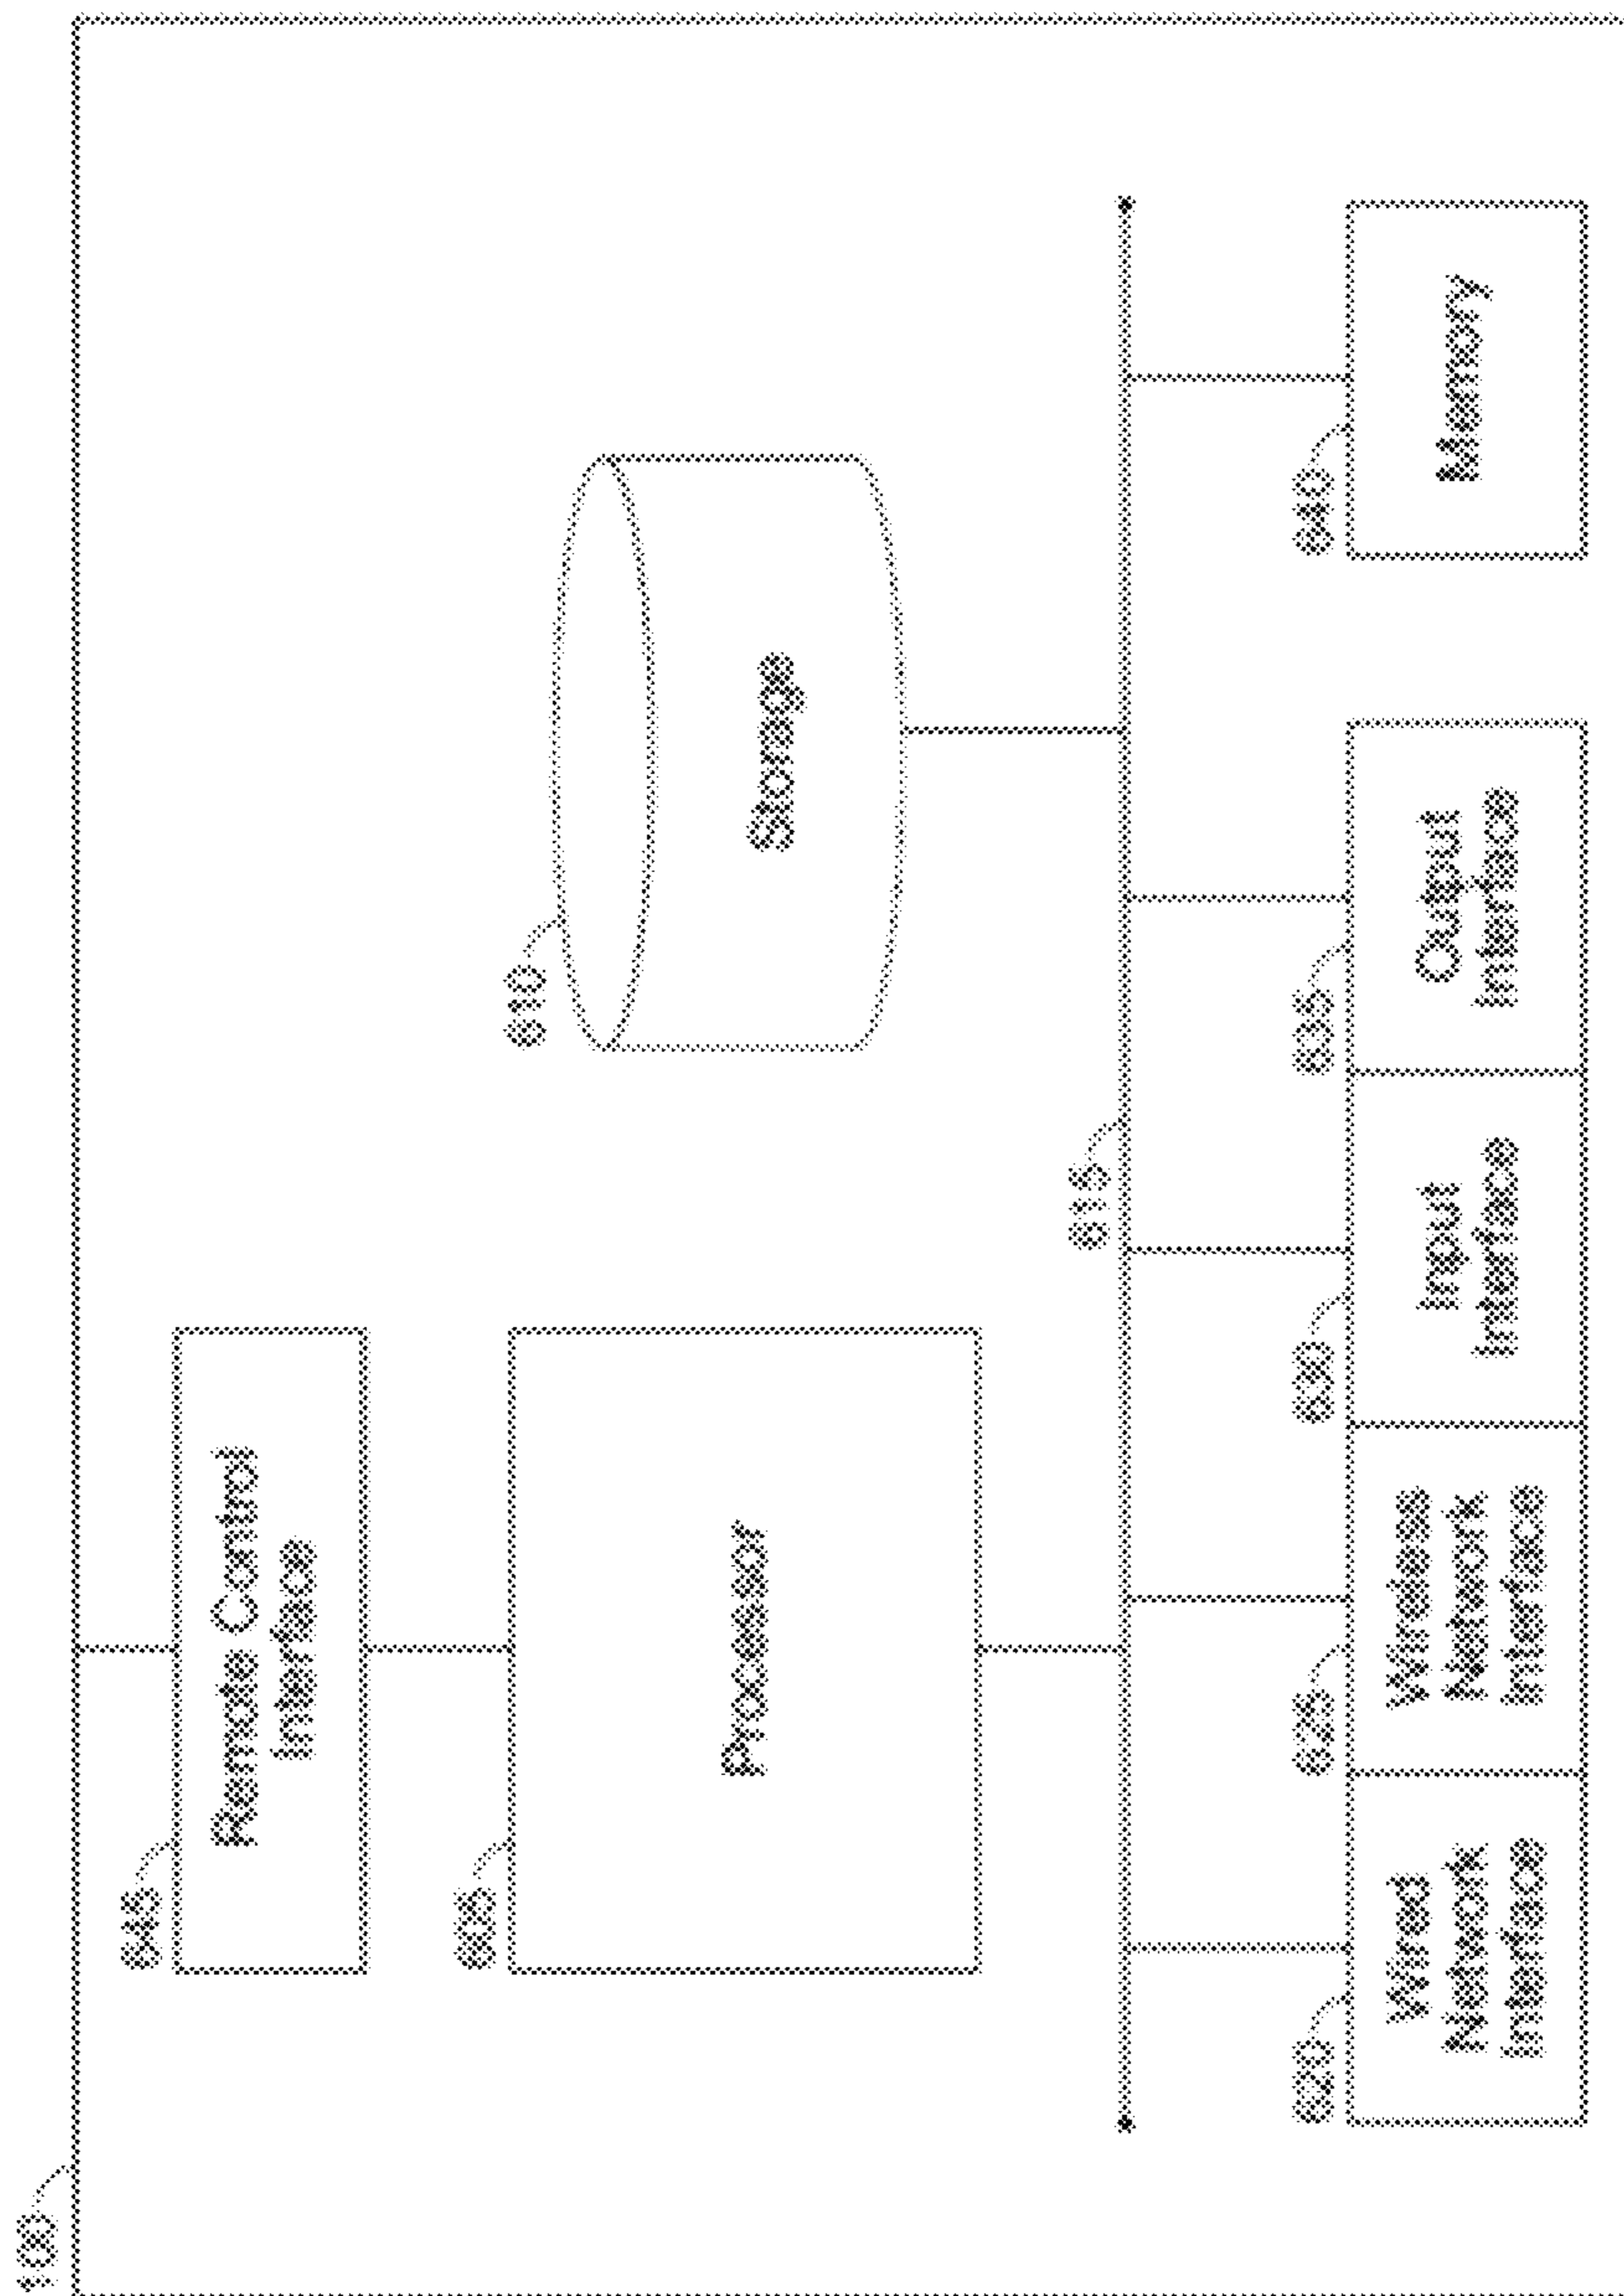 100
645
Remote Control
Interface
605
Processor
610
Storage
615
620
Wired
Network
Interface
625
Wireless
Network
Interface
630
Input
Interface
635
Output
Interface
640
Memory